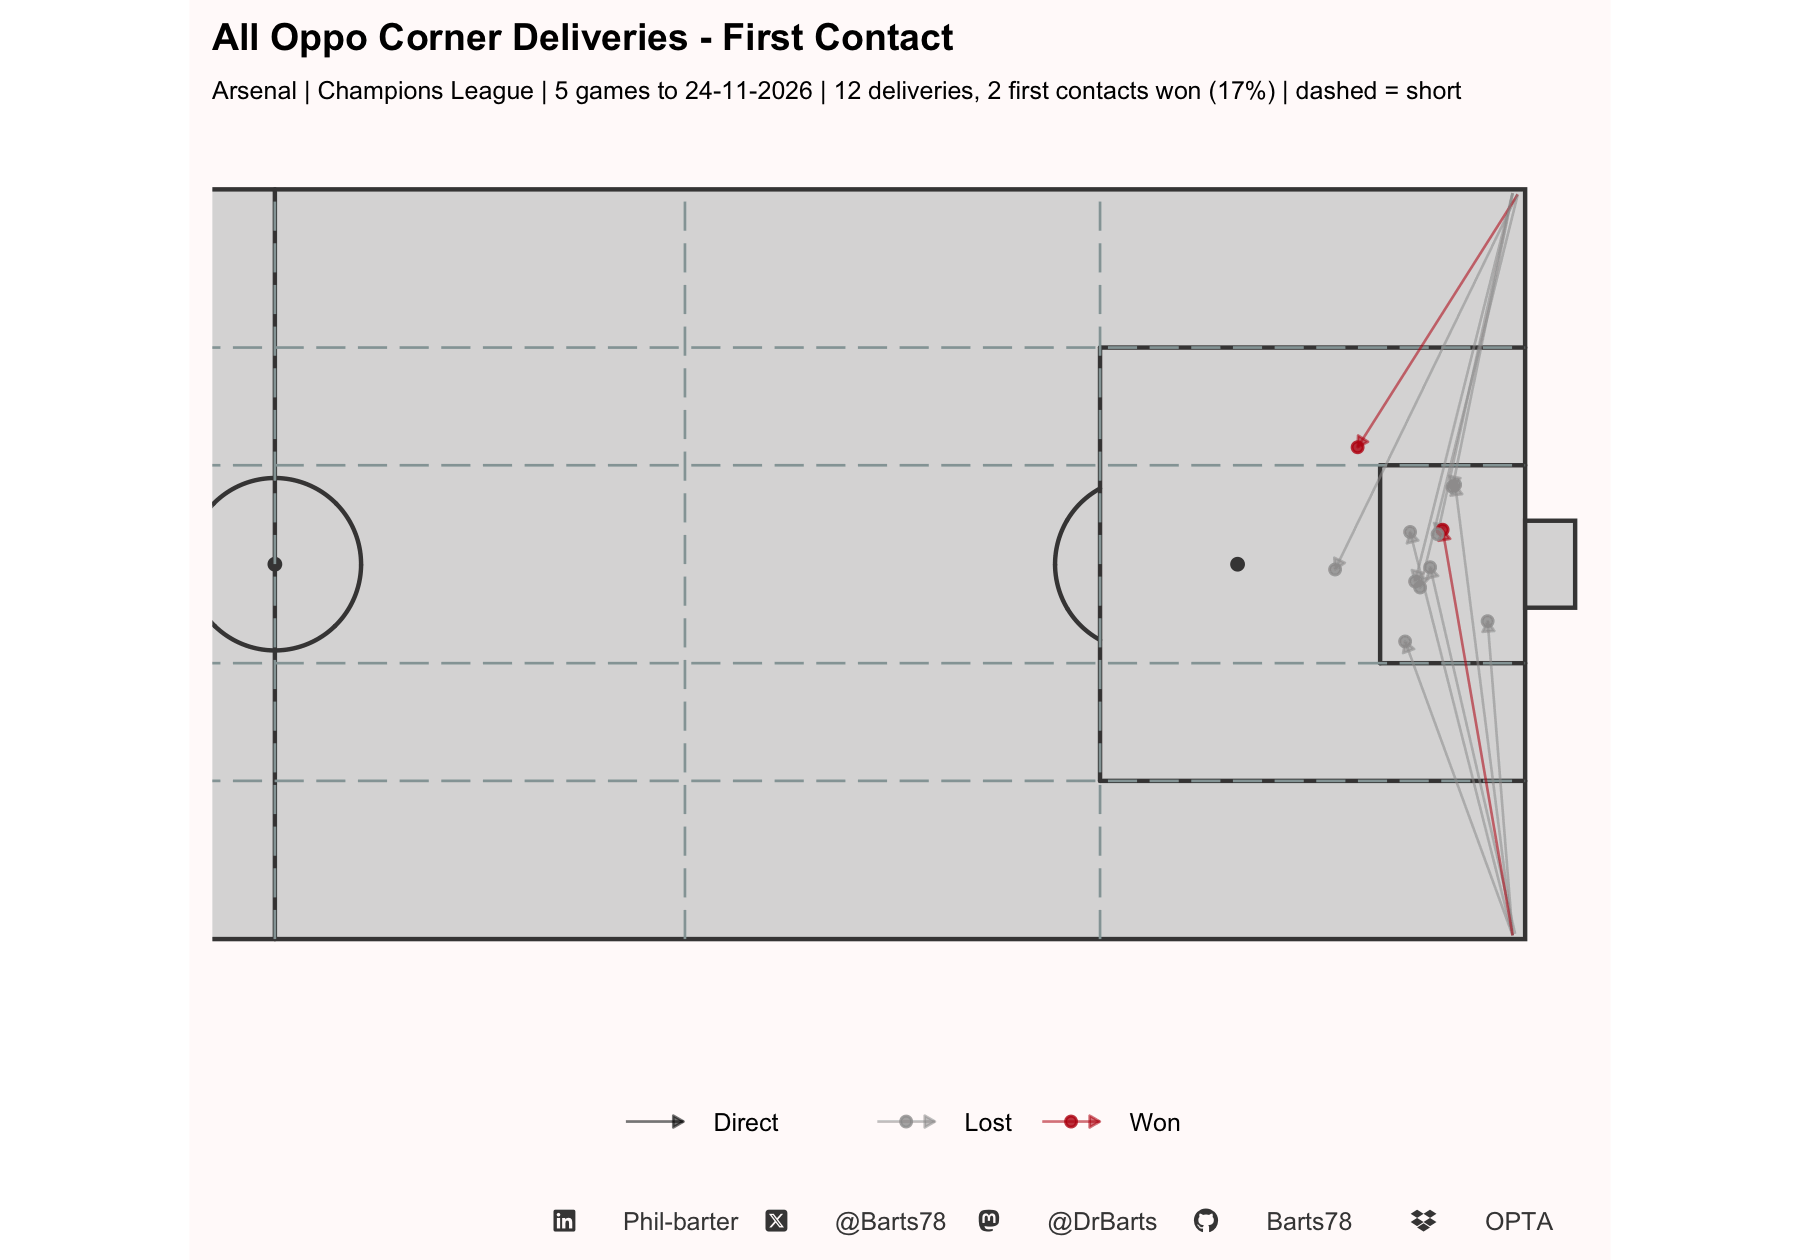 All Oppo Corner Deliveries - First Contact
Arsenal | Champions League | 5 games to 24-11-2026 | 12 deliveries, 2 first contacts won (17%) | dashed = short
Direct Lost Won
Phil-barter @Barts78 @DrBarts Barts78 OPTA